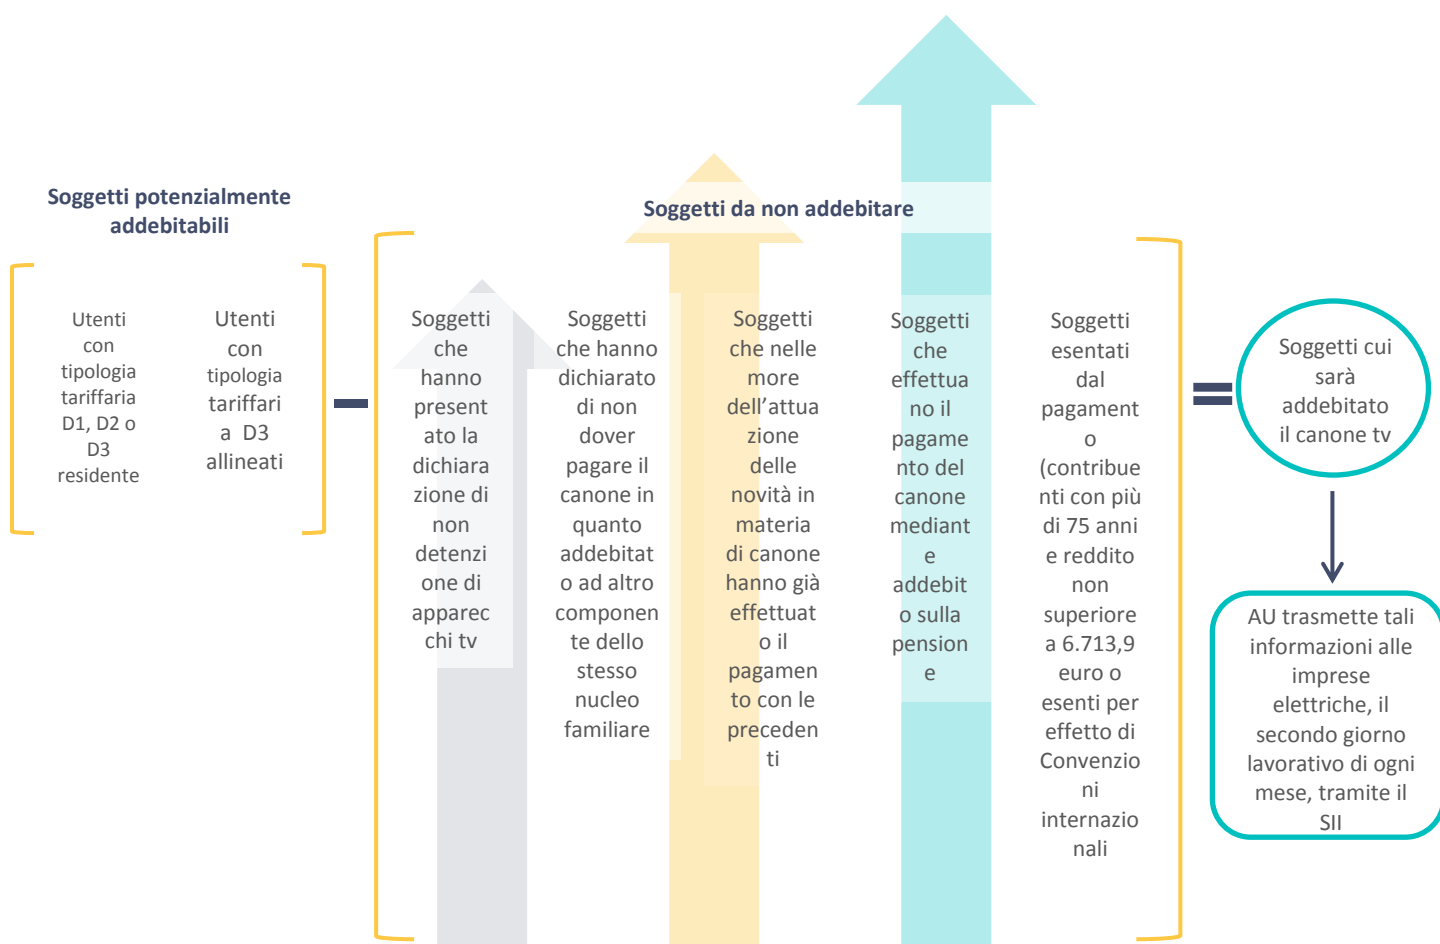 Soggetti potenzialmente
addebitabili
Utenti
con
tipologia
tariffaria
D1, D2 o
D3
residente
Utenti
con
tipologia
tariffari
a D3
allineati
Soggetti da non addebitare
Soggetti
che
hanno
present
ato la
dichiara
zione di
non
detenzi
one di
apparec
chi tv
Soggetti
che hanno
dichiarato
di non
dover
pagare il
canone in
quanto
addebitat
o ad altro
componen
te dello
stesso
nucleo
familiare
Soggetti
che nelle
more
dell’attua
zione
delle
novità in
materia
di canone
hanno già
effettuat
o il
pagamen
to con le
preceden
ti
Soggetti
che
effettua
no il
pagame
nto del
canone
mediant
e
addebit
o sulla
pension
e
Soggetti
esentati
dal
pagament
o
(contribue
nti con più
di 75 anni
e reddito
non
superiore
a 6.713,9
euro o
esenti per
effetto di
Convenzio
ni
internazio
nali
Soggetti cui
sarà
addebitato
il canone tv
AU trasmette tali
informazioni alle
imprese
elettriche, il
secondo giorno
lavorativo di ogni
mese, tramite il
SII